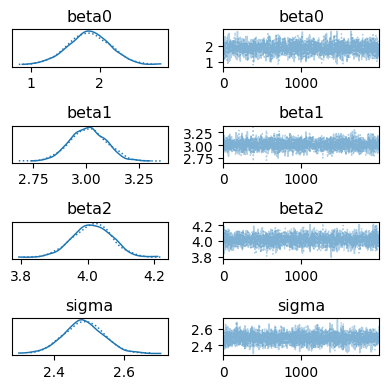 beta0 beta0
2
1
1 2 0 1000
beta1 beta1
3.25
3.00
2.75
2.75 3.00 3.25 0 1000
beta2 beta2
4.2
4.0
3.8
3.8 4.0 4.2 0 1000
sigma sigma
2.6
2.4
2.4 2.6 0 1000